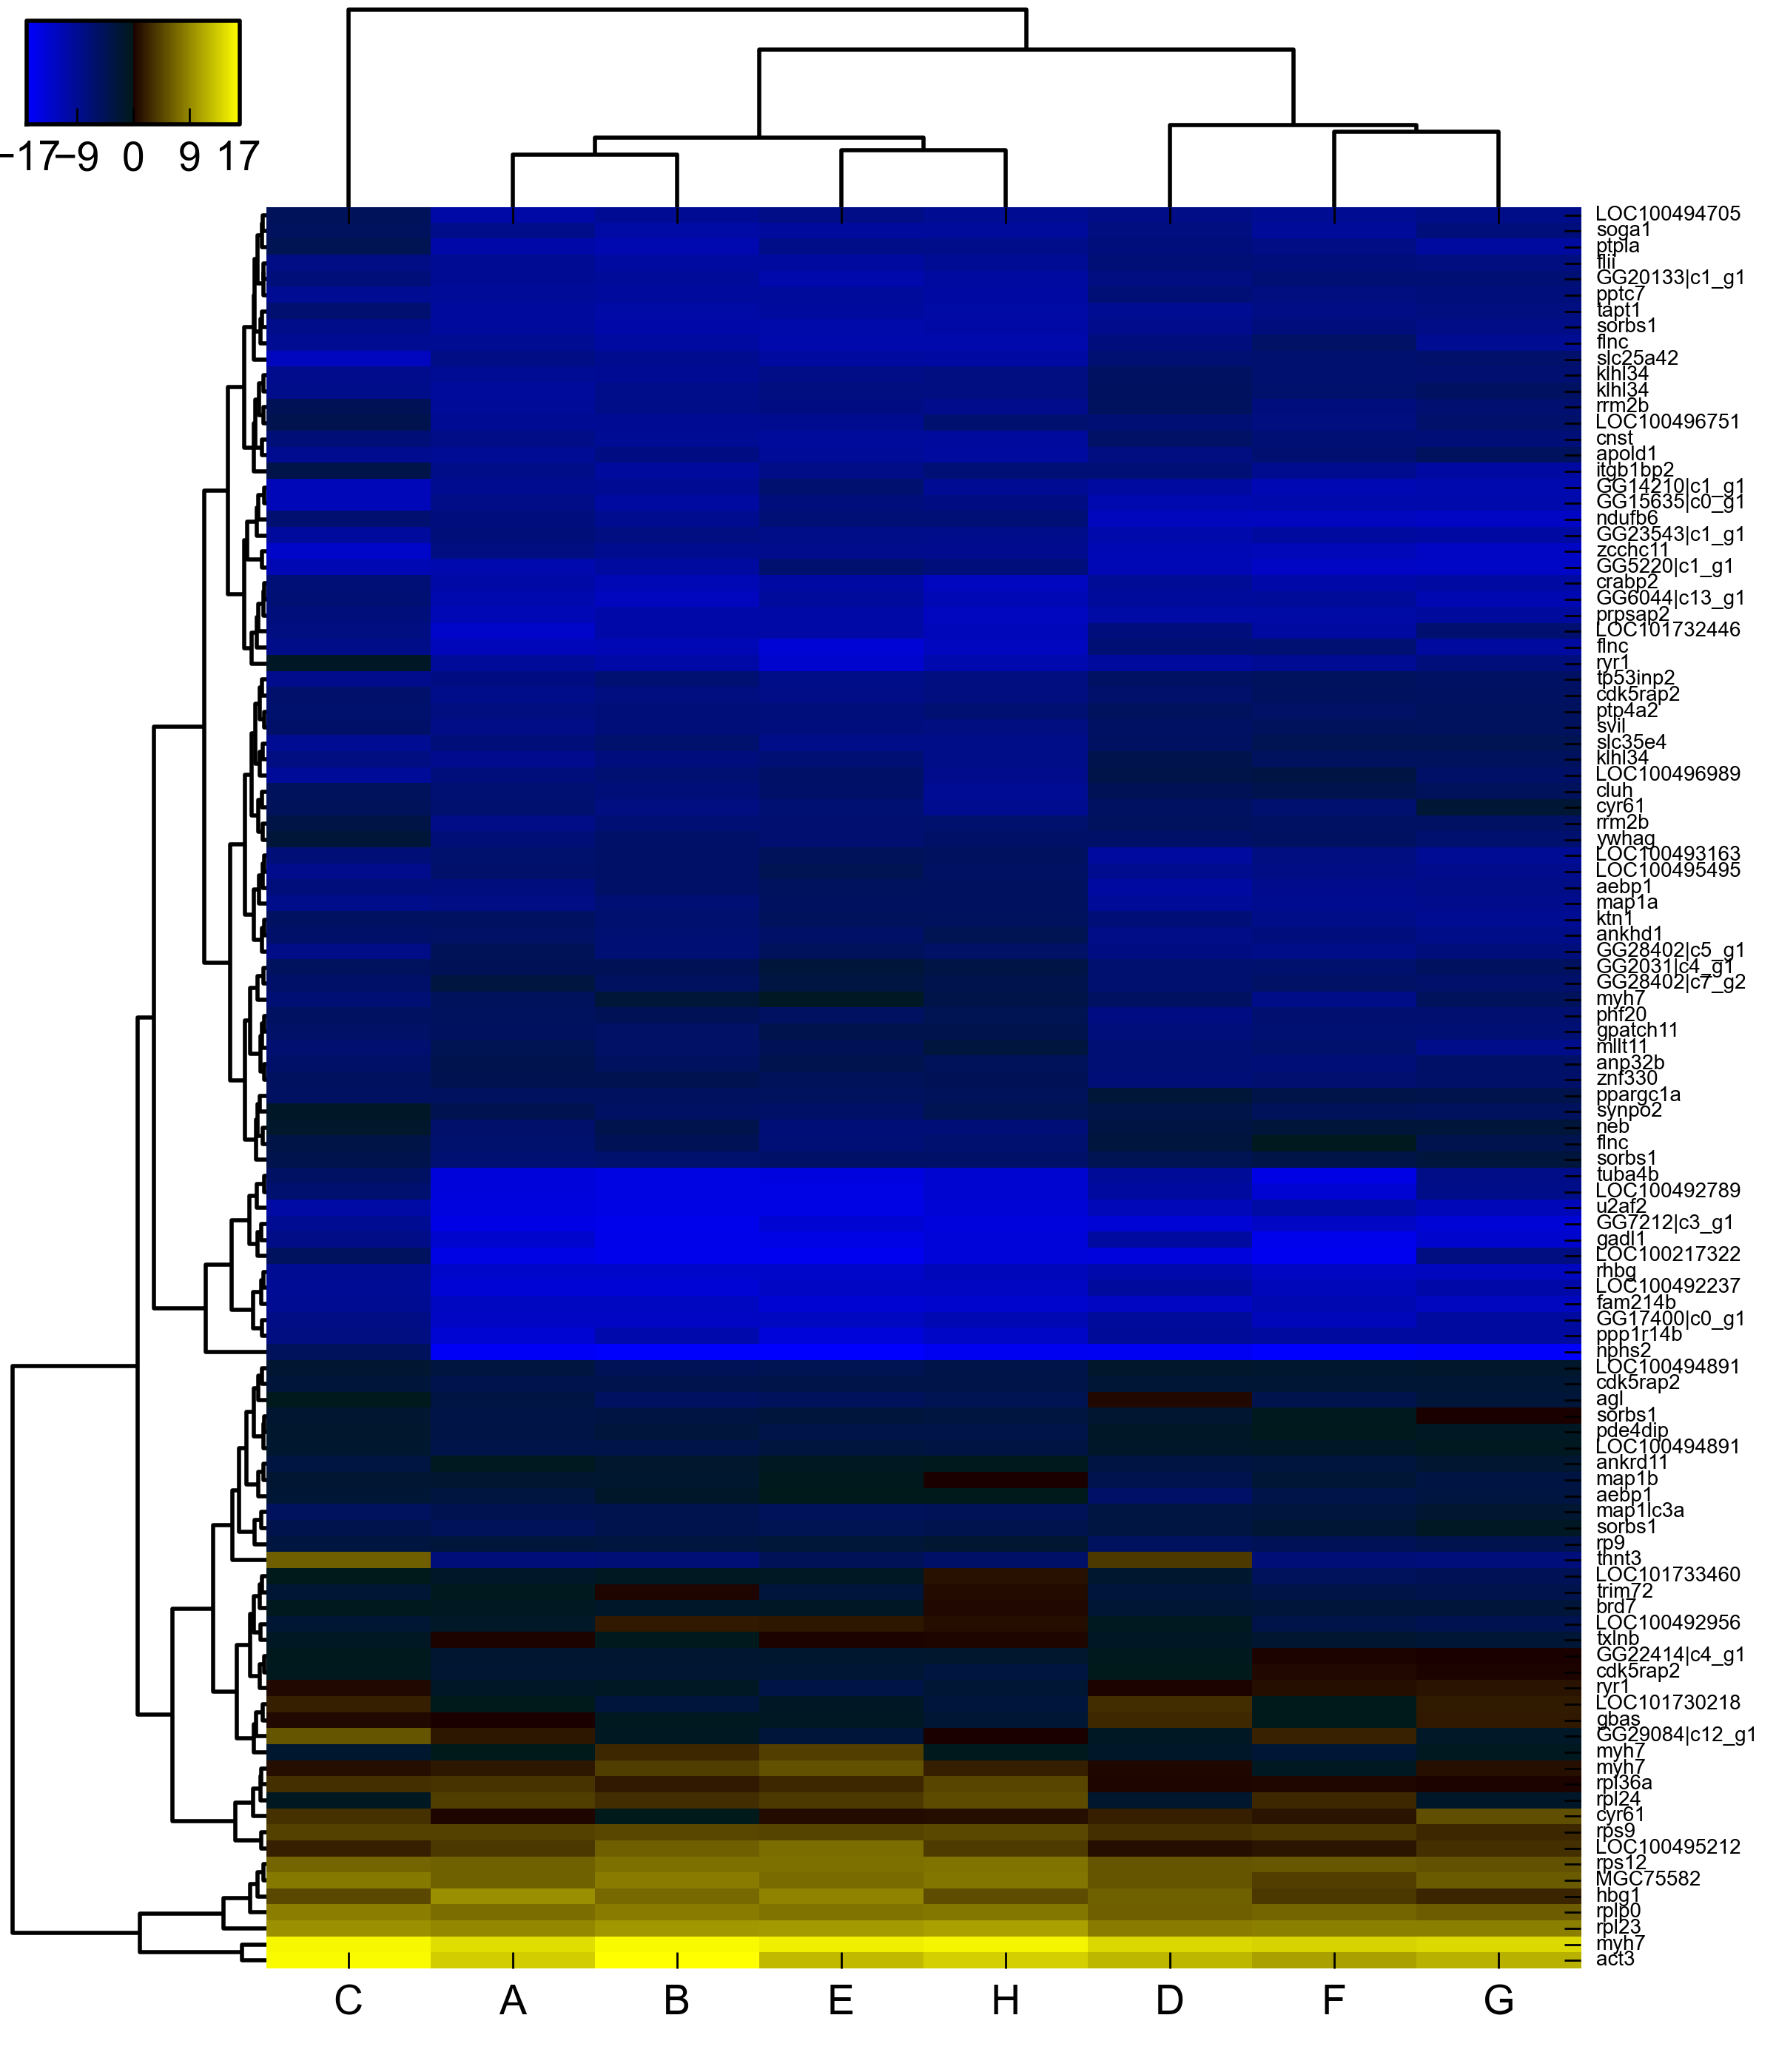 −17 −9 0 9 17
LOC100494705
soga1
ptpla
flii
GG20133|c1_g1
pptc7
tapt1
sorbs1
flnc
slc25a42
klhl34
klhl34
rrm2b
LOC100496751
cnst
apold1
itgb1bp2
GG14210|c1_g1
GG15635|c0_g1
ndufb6
GG23543|c1_g1
zcchc11
GG5220|c1_g1
crabp2
GG6044|c13_g1
prpsap2
LOC101732446
flnc
ryr1
tp53inp2
cdk5rap2
ptp4a2
svil
slc35e4
klhl34
LOC100496989
cluh
cyr61
rrm2b
ywhag
LOC100493163
LOC100495495
aebp1
map1a
ktn1
ankhd1
GG28402|c5_g1
GG2031|c4_g1
GG28402|c7_g2
myh7
phf20
gpatch11
mllt11
anp32b
znf330
ppargc1a
synpo2
neb
flnc
sorbs1
tuba4b
LOC100492789
u2af2
GG7212|c3_g1
gadl1
LOC100217322
rhbg
LOC100492237
fam214b
GG17400|c0_g1
ppp1r14b
nphs2
LOC100494891
cdk5rap2
agl
sorbs1
pde4dip
LOC100494891
ankrd11
map1b
aebp1
map1lc3a
sorbs1
rp9
tnnt3
LOC101733460
trim72
brd7
LOC100492956
txlnb
GG22414|c4_g1
cdk5rap2
ryr1
LOC101730218
gbas
GG29084|c12_g1
myh7
myh7
rpl36a
rpl24
cyr61
rps9
LOC100495212
rps12
MGC75582
hbg1
rplp0
rpl23
myh7
act3
C A B E H D F G